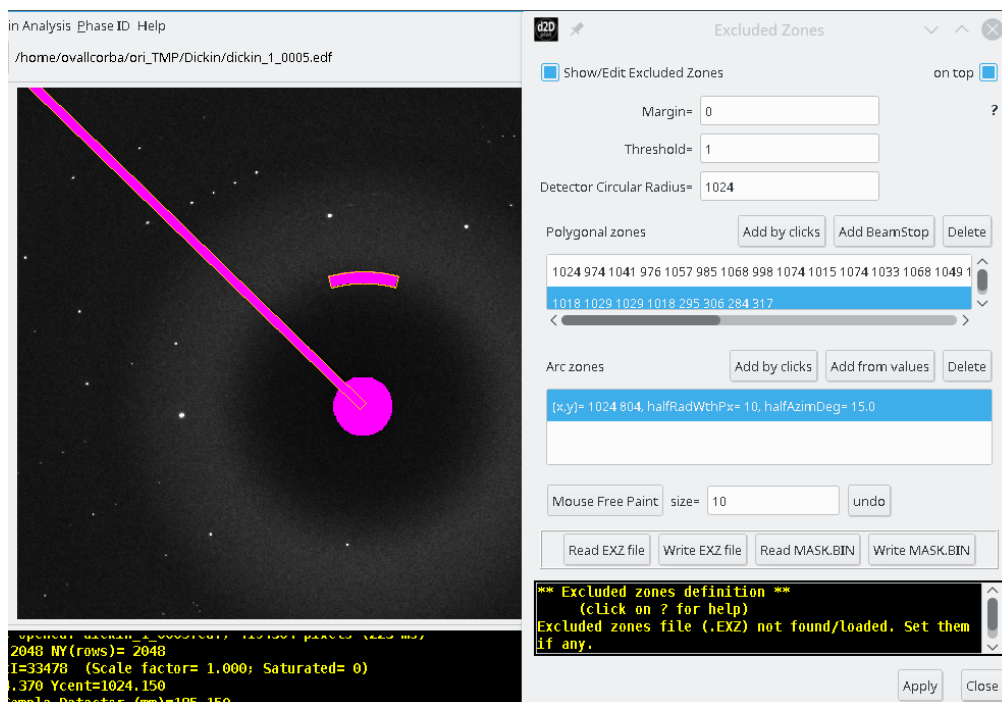 in Analysis Phase ID Help
/home/ovallcorba/ori_TMP/Dickin/dickin_1_0005.edf
d2D
Excluded Zones
Show/Edit Excluded Zones
on top
Margin= 0
?
Threshold= 1
Detector Circular Radius= 1024
Polygonal zones
Add by clicks
Add BeamStop
Delete
1024 974 1041 976 1057 985 1068 998 1074 1015 1074 1033 1068 1049 1
1018 1029 1029 1018 295 306 284 317
Arc zones
Add by clicks
Add from values
Delete
(x,y)= 1024 804, halfRadWthPx= 10, halfAzimDeg= 15.0
Mouse Free Paint size= 10 undo
Read EXZ file
Write EXZ file
Read MASK.BIN
Write MASK.BIN
** Excluded zones definition **
(click on ? for help)
Excluded zones file (.EXZ) not found/loaded. Set them
if any.
2048 NY(rows)= 2048
I=33478 (Scale factor= 1.000; Saturated= 0)
.370 Ycent=1024.150
Apply
Close